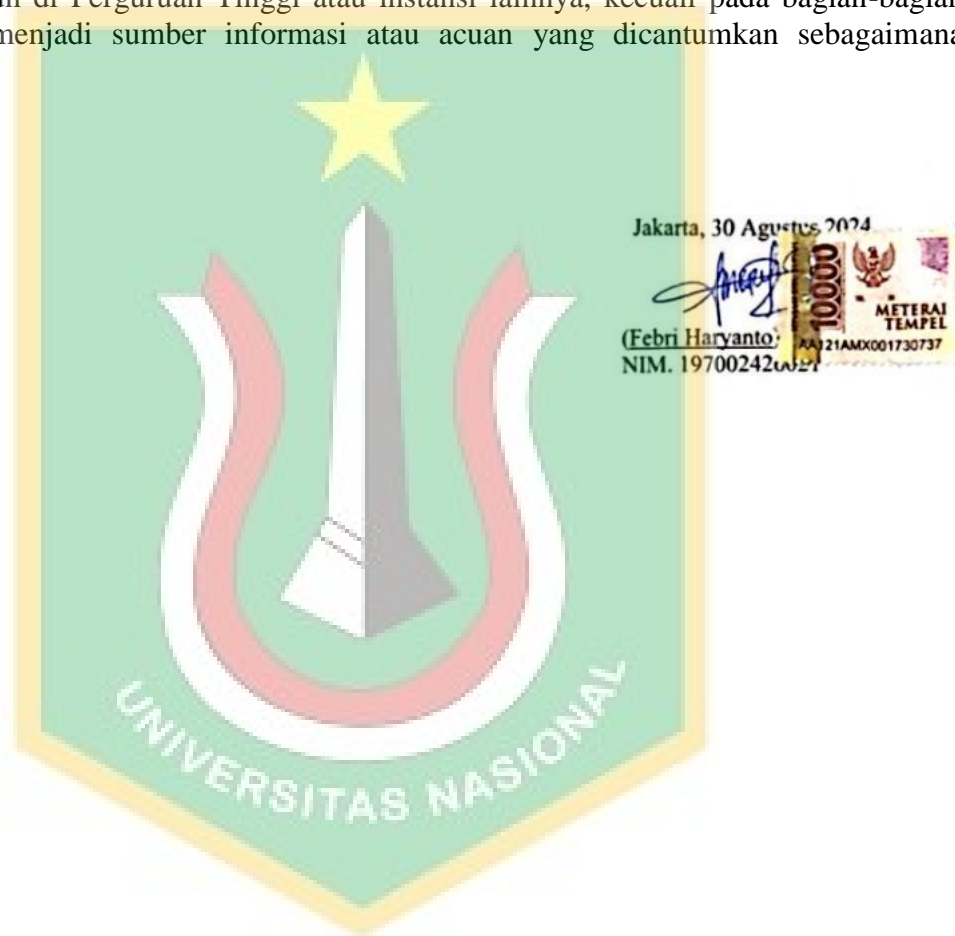 di Perguruan Tinggi atau instansi lainnya, kecuali pada bagian-bagian
menjadi sumber informasi atau acuan yang dicantumkan sebagaimana
Jakarta, 30 Agustus 2024
10000
METERAI
TEMPEL
(Febri Haryanto)
AA121AMX001730737
NIM.
UNIVERSITAS NASIONAL